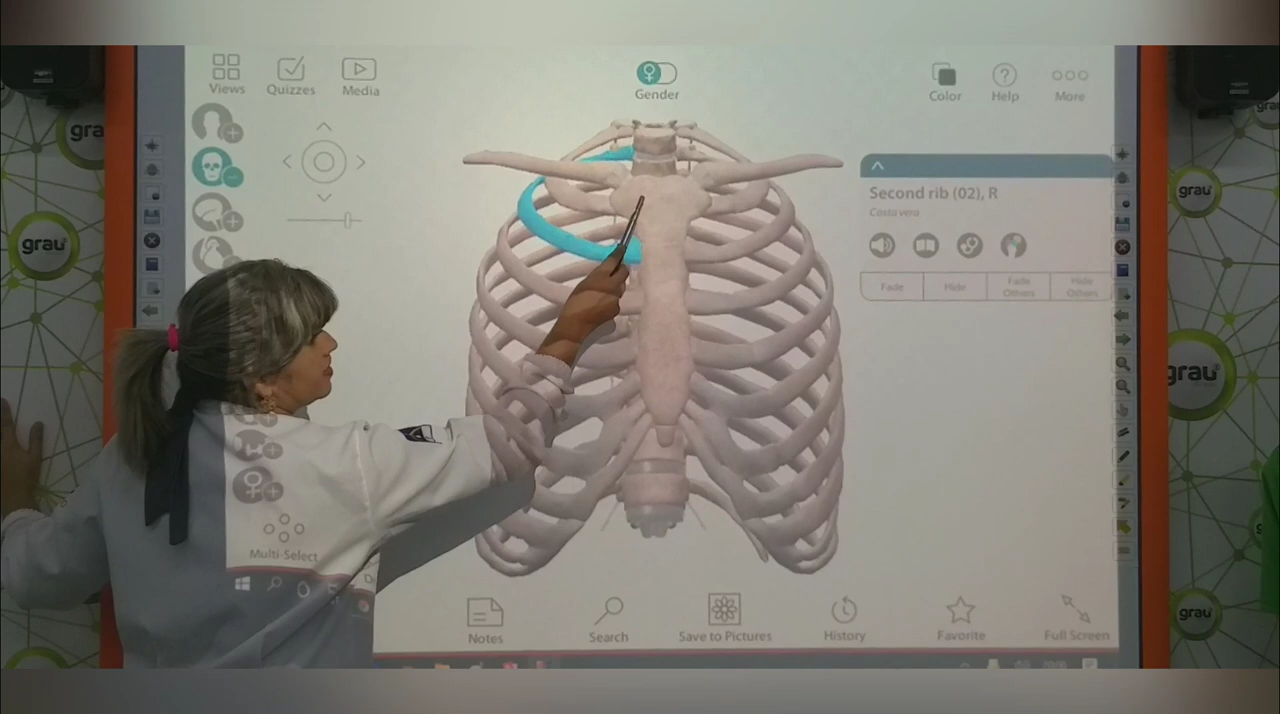 gra
grau
Views
Quizzes
Media
Gender
Color
Help
More
Second rib (02), R
Costa vera
Fade
Hide
Fade
Others
Hide
Others
grau
grau
grau
Multi-Select
Notes
Search
Save to Pictures
History
Favorite
Full Screen